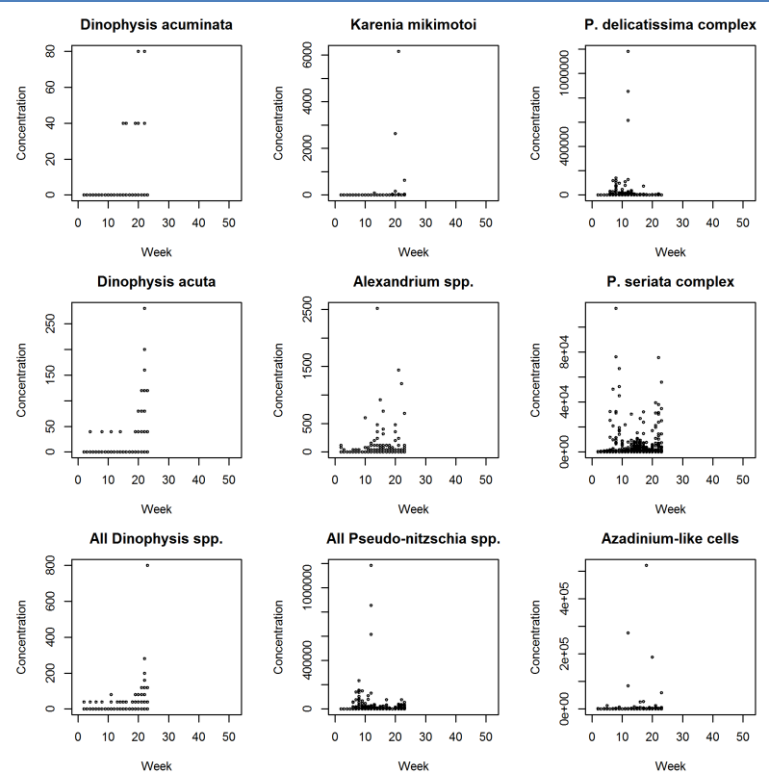 Dinophysis acuminata
Concentration
0 20 40 60 80
0 10 20 30 40 50
Week
Karenia mikimotoi
Concentration
0 2000 4000 6000
0 10 20 30 40 50
Week
P. delicatissima complex
Concentration
0 400000 1000000
0 10 20 30 40 50
Week
Dinophysis acuta
Concentration
0 50 150 250
0 10 20 30 40 50
Week
Alexandrium spp.
Concentration
0 500 1500 2500
0 10 20 30 40 50
Week
P. seriata complex
Concentration
0e+00 4e+04 8e+04
0 10 20 30 40 50
Week
All Dinophysis spp.
Concentration
0 200 400 600 800
0 10 20 30 40 50
Week
All Pseudo-nitzschia spp.
Concentration
0 400000 1000000
0 10 20 30 40 50
Week
Azadinium-like cells
Concentration
0e+00 2e+05 4e+05
0 10 20 30 40 50
Week